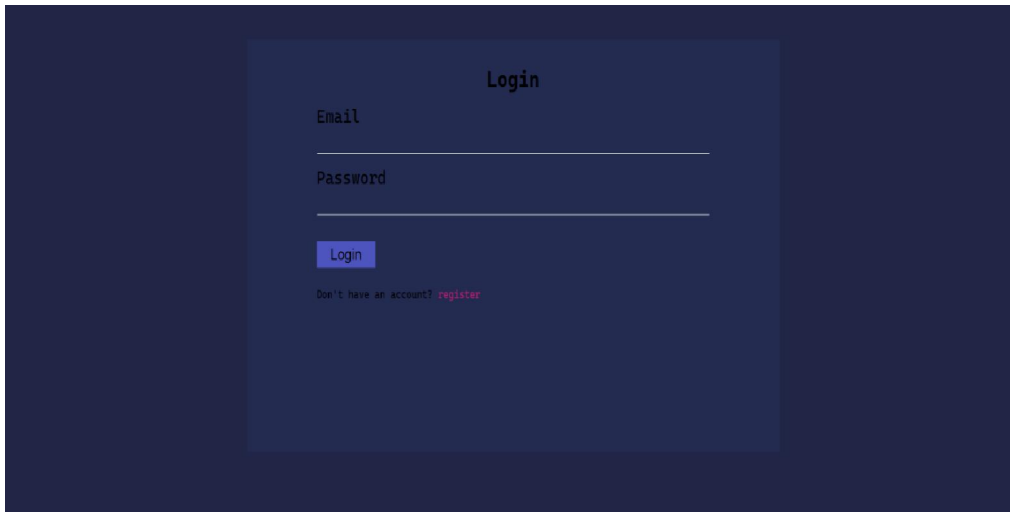 Login
Email
Password
Login
Don't have an account? register